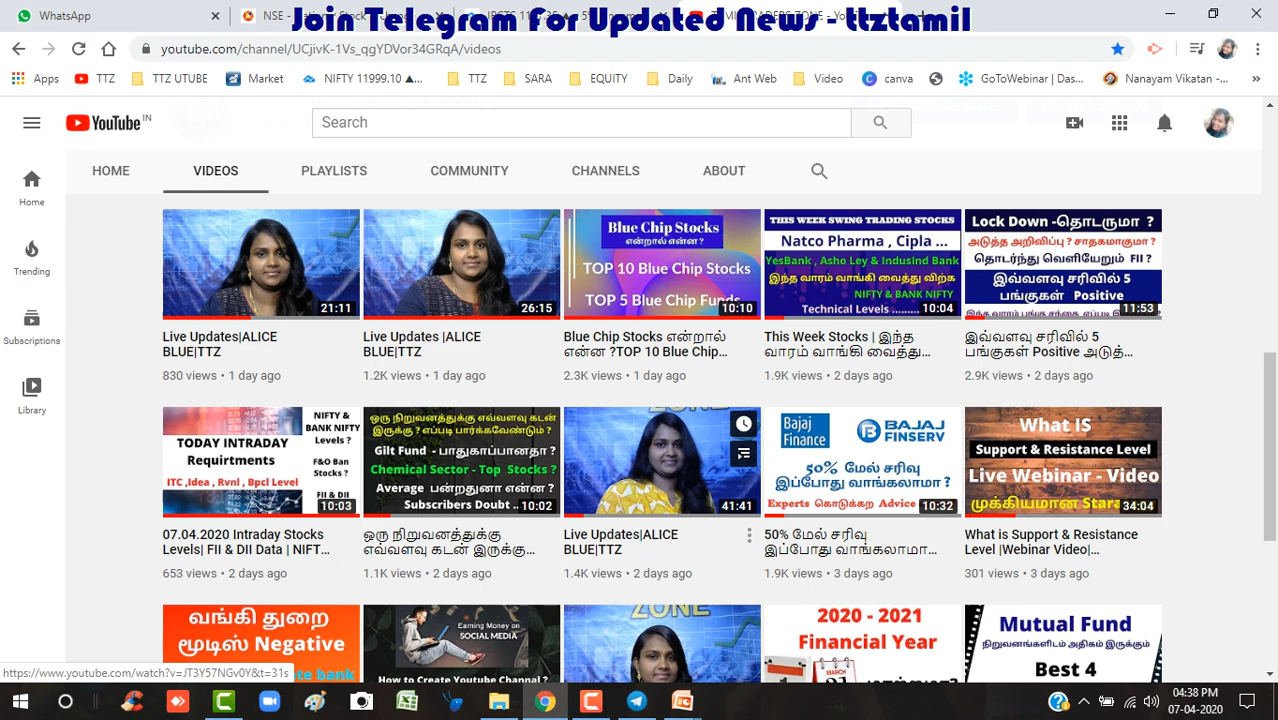 Join Telegram For Updated News - ttztamil
WhatsApp
youtube.com/channel/UCjivK-1Vs_qgYDVor34GRqA/videos
Apps
TTZ
TTZ UTUBE
Market
NIFTY 11999.10 ▲...
TTZ
SARA
EQUITY
Daily
Ant Web
Video
canva
GoToWebinar | Das...
Nanayam Vikatan -...
YouTube IN
Search
HOME
VIDEOS
PLAYLISTS
COMMUNITY
CHANNELS
ABOUT
Home
Trending
Subscriptions
Library
21:11
Live Updates|ALICE
BLUE|TTZ
830 views • 1 day ago
26:15
Live Updates |ALICE
BLUE|TTZ
1.2K views • 1 day ago
Blue Chip Stocks
என்றால் என்ன ?
TOP 10 Blue Chip Stocks
TOP 5 Blue Chip Funds
10:10
Blue Chip Stocks என்றால்
என்ன ?TOP 10 Blue Chip...
2.3K views • 1 day ago
THIS WEEK SWING TRADING STOCKS
Natco Pharma , Cipla ...
YesBank , Asho Ley & IndusInd Bank
இந்த வாரம் வாங்கி வைத்து விற்க
NIFTY & BANK NIFTY
Technical Levels .........
10:04
This Week Stocks | இந்த
வாரம் வாங்கி வைத்து...
1.9K views • 2 days ago
Lock Down -தொடருமா ?
அடுத்த அறிவிப்பு ? சாதகமாகுமா ?
தொடர்ந்து வெளியேறும் FII ?
இவ்வளவு சரிவில் 5
பங்குகள் Positive
11:53
இவ்வளவு சரிவில் 5
பங்குகள் Positive அடுத்...
2.9K views • 2 days ago
NIFTY &
BANK NIFTY
Levels ?
TODAY INTRADAY
Requirtments
ITC ,Idea , Rvnl , Bpcl Level
F&O Ban
Stocks ?
FII & DII
10:03
07.04.2020 Intraday Stocks
Levels| FII & DII Data | NIFT...
653 views • 2 days ago
ஒரு நிறுவனத்துக்கு எவ்வளவு கடன்
இருக்கு ? எப்படி பார்க்கவேண்டும் ?
Gilt Fund - பாதுகாப்பானதா ?
Chemical Sector - Top Stocks ?
Average பன்றதுனா என்ன ?
Subscribers Doubt ..
10:02
ஒரு நிறுவனத்துக்கு
எவ்வளவு கடன் இருக்கு...
1.1K views • 2 days ago
ZONE
41:41
Live Updates|ALICE
BLUE|TTZ
1.4K views • 2 days ago
Bajaj
Finance
BAJAJ
FINSERV
50% மேல் சரிவு
இப்போது வாங்கலாமா ?
Experts கொடுக்கற Advice
10:32
50% மேல் சரிவு
இப்போது வாங்கலாமா...
1.9K views • 3 days ago
What IS
Support & Resistance Level
Live Webinar - Video
34:04
What is Support & Resistance
Level |Webinar Video|...
301 views • 3 days ago
வங்கி துறை
மூடிஸ் Negative
Earning Money on
SOCIAL MEDIA
How to Create Youtube Channel ?
ZONE
2020 - 2021
Financial Year
MARCH
Mutual Fund
நிறுவனங்களிடம் அதிகம் இருக்கும்
Best 4
https://www.youtube.com/watch?v=JT3Y57NGv0Y&t=31s
04:38 PM
07-04-2020